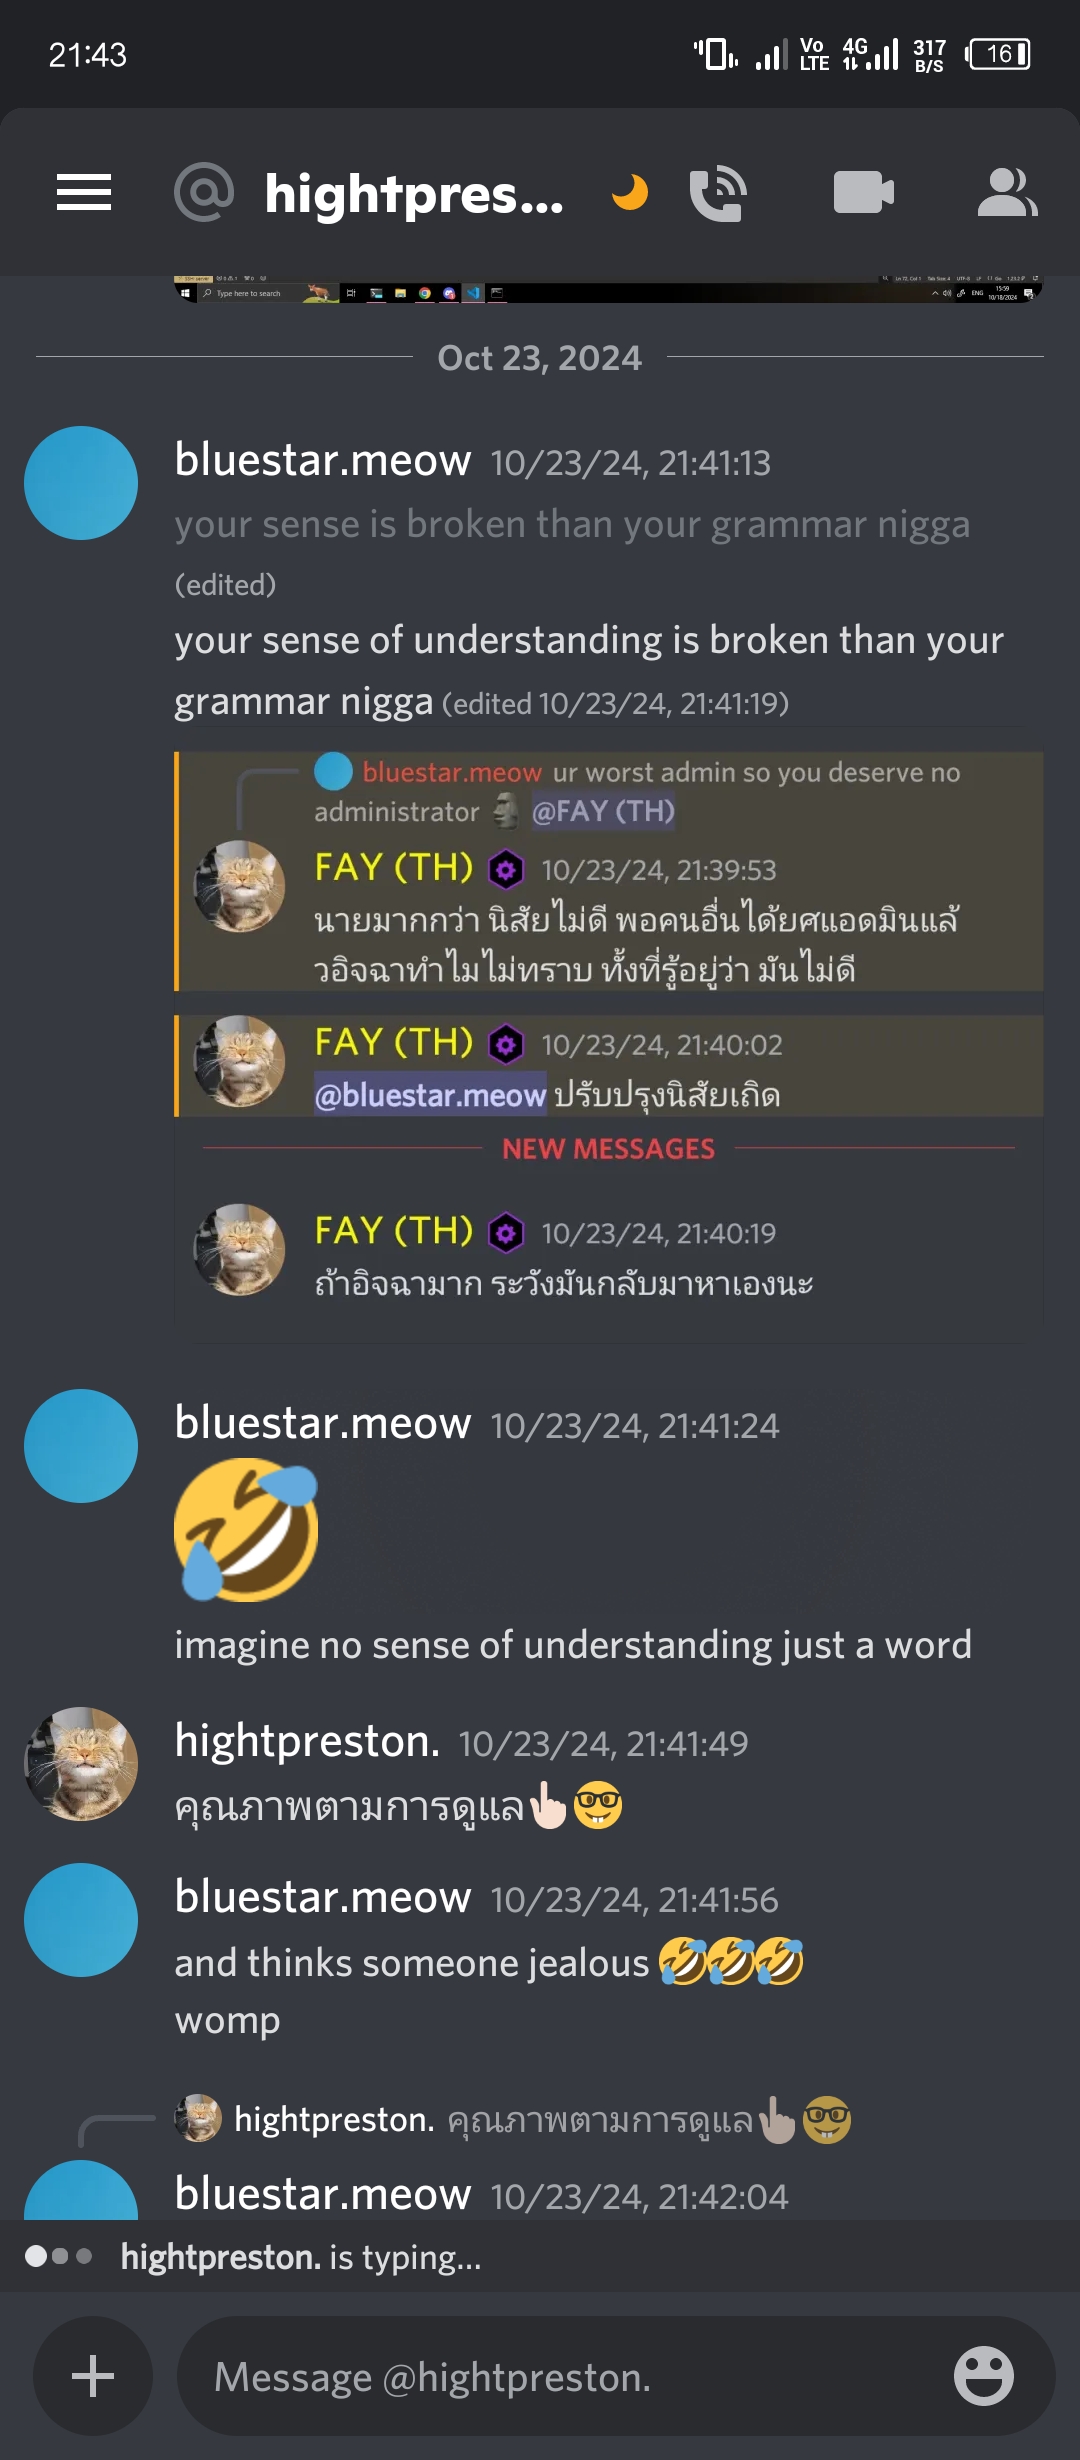 21:43
Vo LTE 4G 317 B/S 16
@ hightpres...
Type here to search
ENG 15:59
10/18/2024
Oct 23, 2024
bluestar.meow 10/23/24, 21:41:13
your sense is broken than your grammar nigga
(edited)
your sense of understanding is broken than your
grammar nigga (edited 10/23/24, 21:41:19)
bluestar.meow ur worst admin so you deserve no
administrator 🗿 @FAY (TH)
FAY (TH) 10/23/24, 21:39:53
นายมากกว่า นิสัยไม่ดี พอคนอื่นได้ยศแอดมินแล้
วอิจฉาทำไมไม่ทราบ ทั้งที่รู้อยู่ว่า มันไม่ดี
FAY (TH) 10/23/24, 21:40:02
@bluestar.meow ปรับปรุงนิสัยเถิด
NEW MESSAGES
FAY (TH) 10/23/24, 21:40:19
ถ้าอิจฉามาก ระวังมันกลับมาหาเองนะ
bluestar.meow 10/23/24, 21:41:24
🤣
imagine no sense of understanding just a word
hightpreston. 10/23/24, 21:41:49
คุณภาพตามการดูแล👆🏻🤓
bluestar.meow 10/23/24, 21:41:56
and thinks someone jealous 🤣🤣🤣
womp
hightpreston. คุณภาพตามการดูแล👆🏻🤓
bluestar.meow 10/23/24, 21:42:04
hightpreston. is typing...
Message @hightpreston.